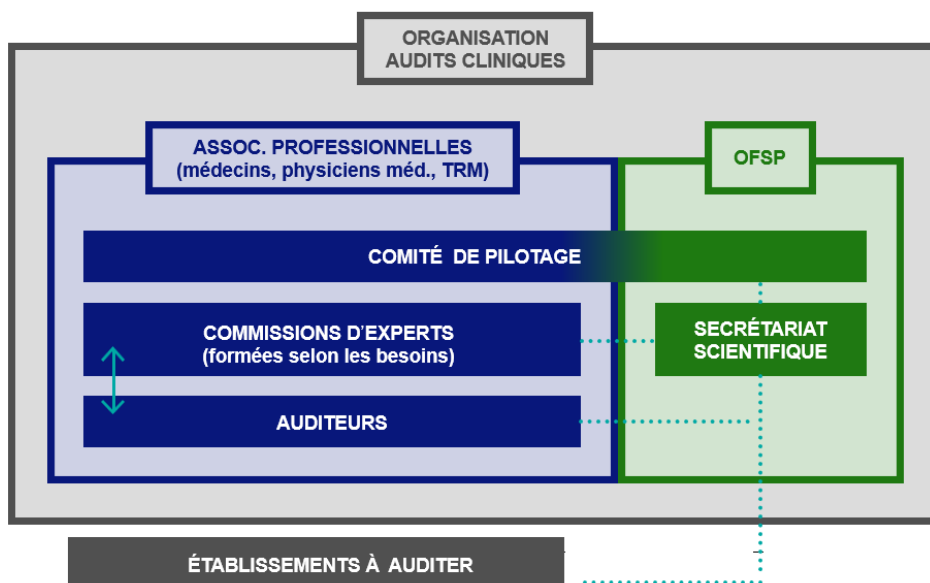 ORGANISATION
AUDITS CLINIQUES
ASSOC. PROFESSIONNELLES
(médecins, physiciens méd., TRM)
OFSP
COMITÉ DE PILOTAGE
COMMISSIONS D'EXPERTS
(formées selon les besoins)
SECRÉTARIAT
SCIENTIFIQUE
AUDITEURS
ÉTABLISSEMENTS À AUDITER